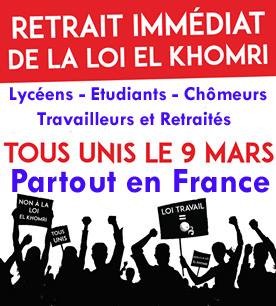 RETRAIT IMMÉDIAT
DE LA LOI EL KHOMRI
Lycéens - Etudiants - Chômeurs
Travailleurs et Retraités
TOUS UNIS LE 9 MARS
Partout en France
NON À LA
LOI
EL KHOMRI
TOUS
UNIS
LOI TRAVAIL
=